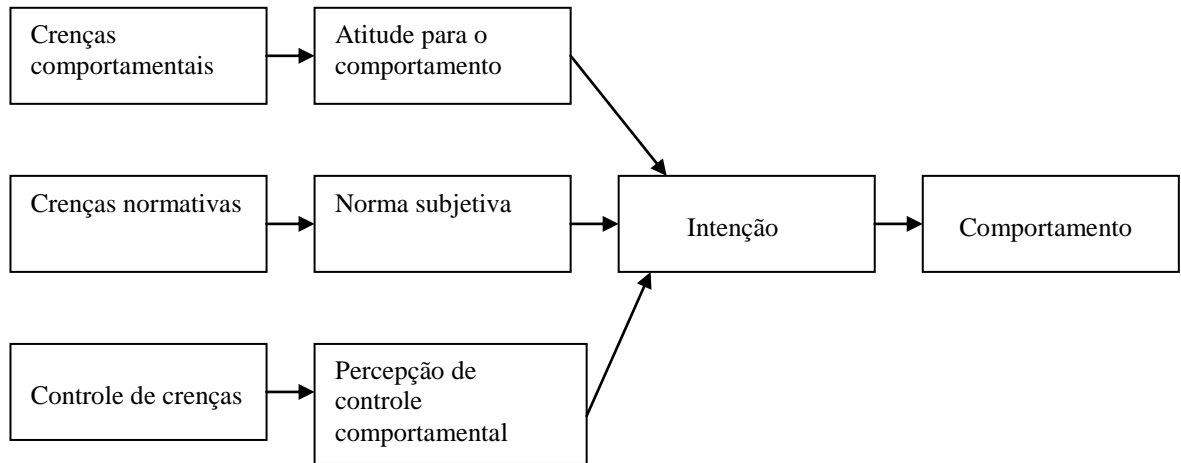 Crenças
comportamentais
Atitude para o
comportamento
Crenças normativas
Norma subjetiva
Intenção
Comportamento
Controle de crenças
Percepção de
controle
comportamental